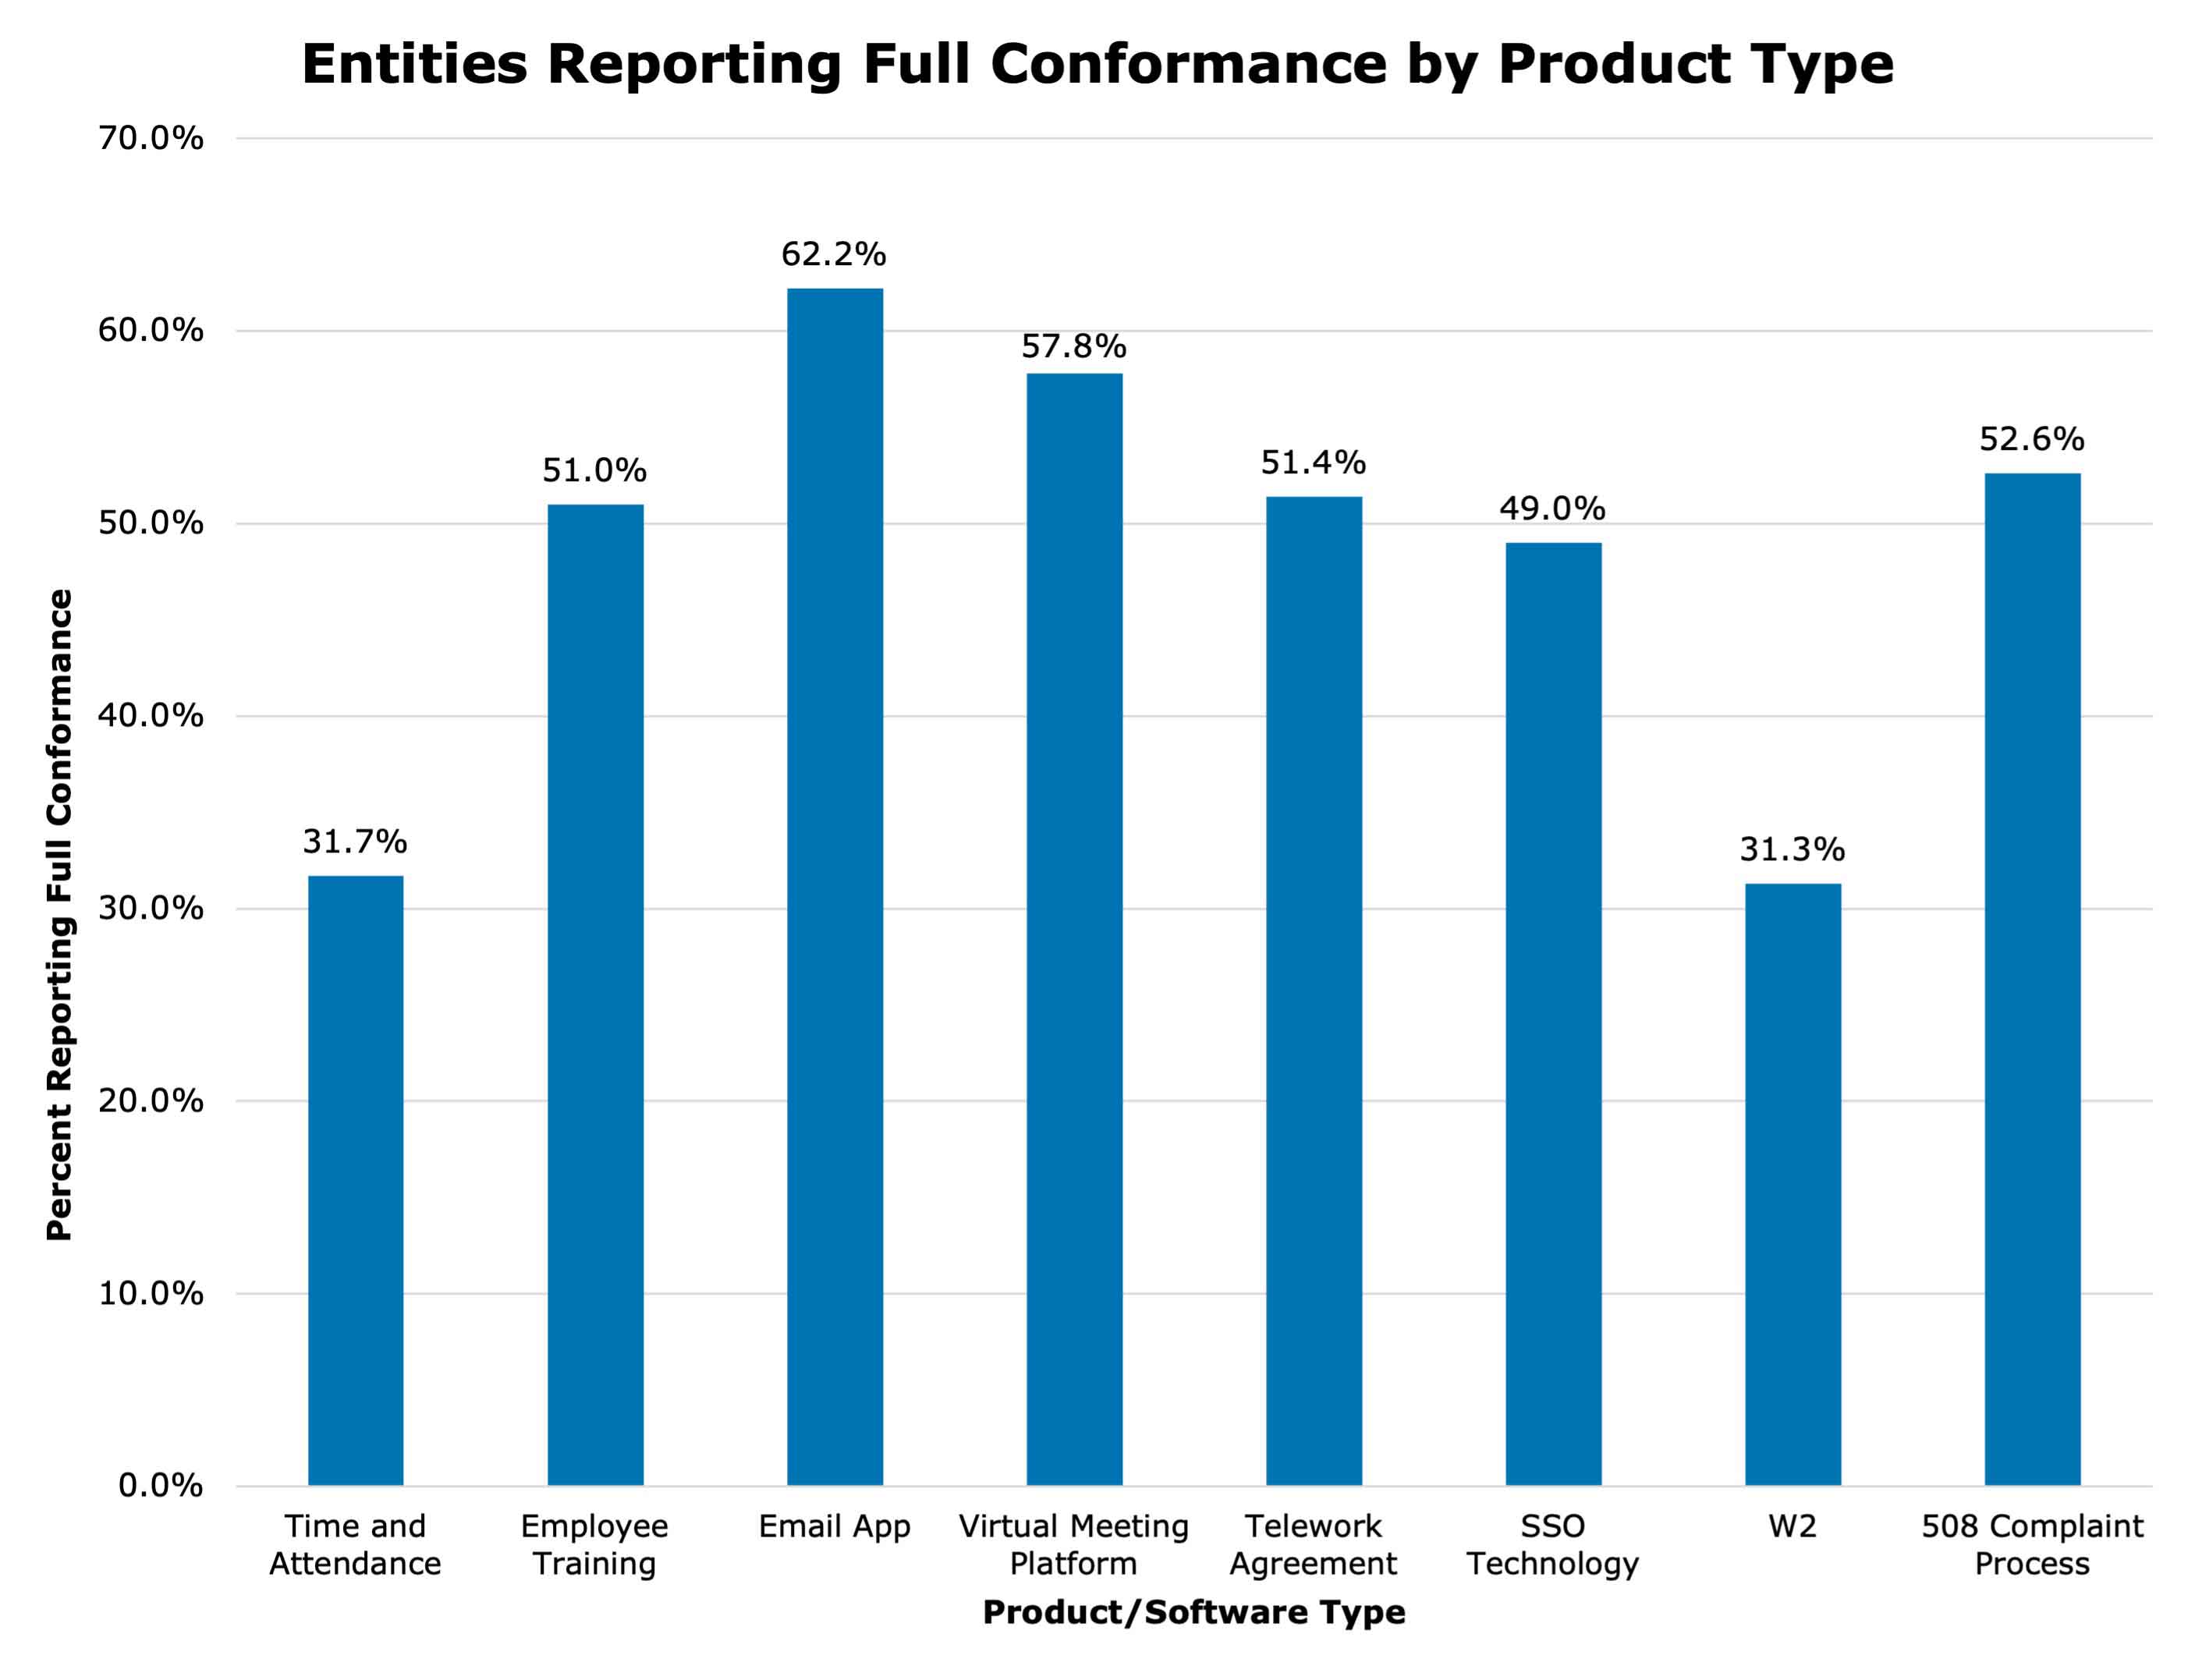 Entities Reporting Full Conformance by Product Type
70.0%
60.0%
50.0%
40.0%
30.0%
20.0%
10.0%
0.0%
Percent Reporting Full Conformance
31.7%
51.0%
62.2%
57.8%
51.4%
49.0%
31.3%
52.6%
Time and
Attendance
Employee
Training
Email App
Virtual Meeting
Platform
Telework
Agreement
SSO
Technology
W2
508 Complaint
Process
Product/Software Type